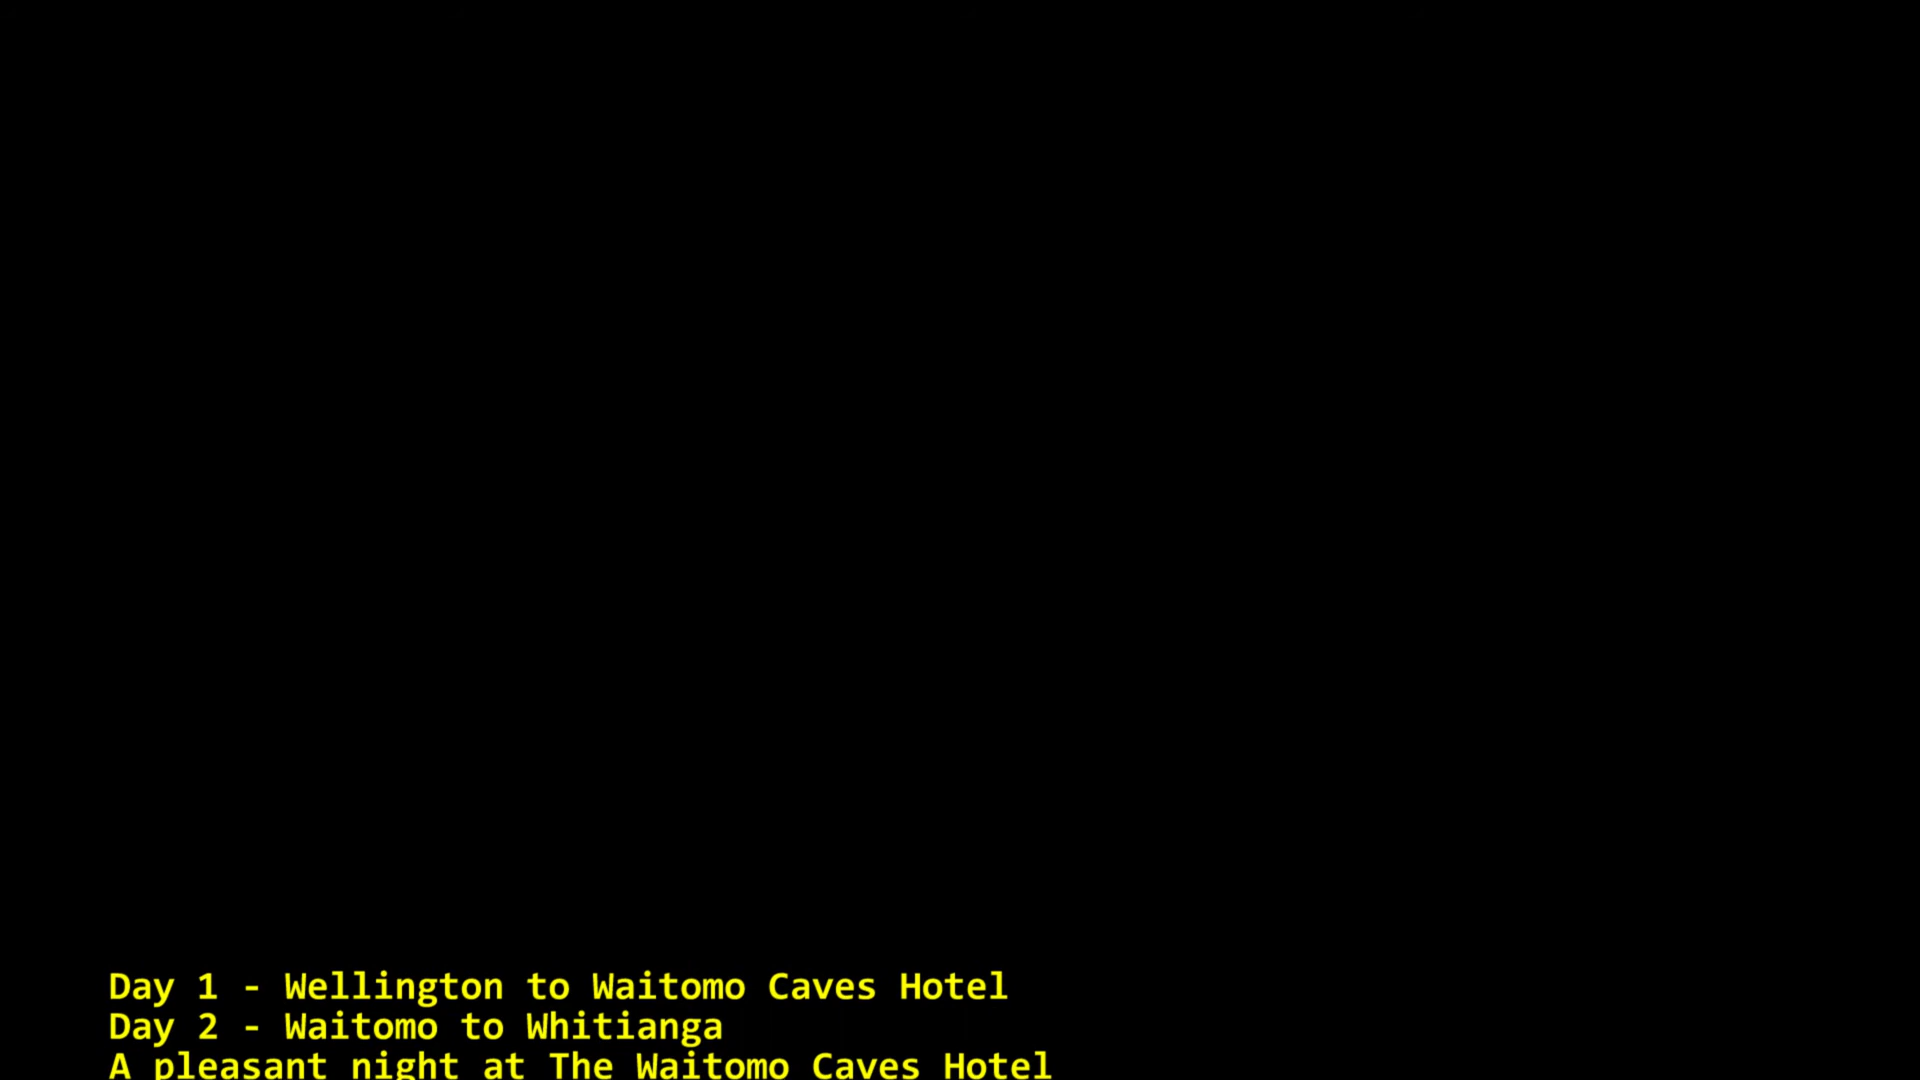 Day 1 - Wellington to Waitomo Caves Hotel
Day 2 - Waitomo to Whitianga
A pleasant night at The Waitomo Caves Hotel